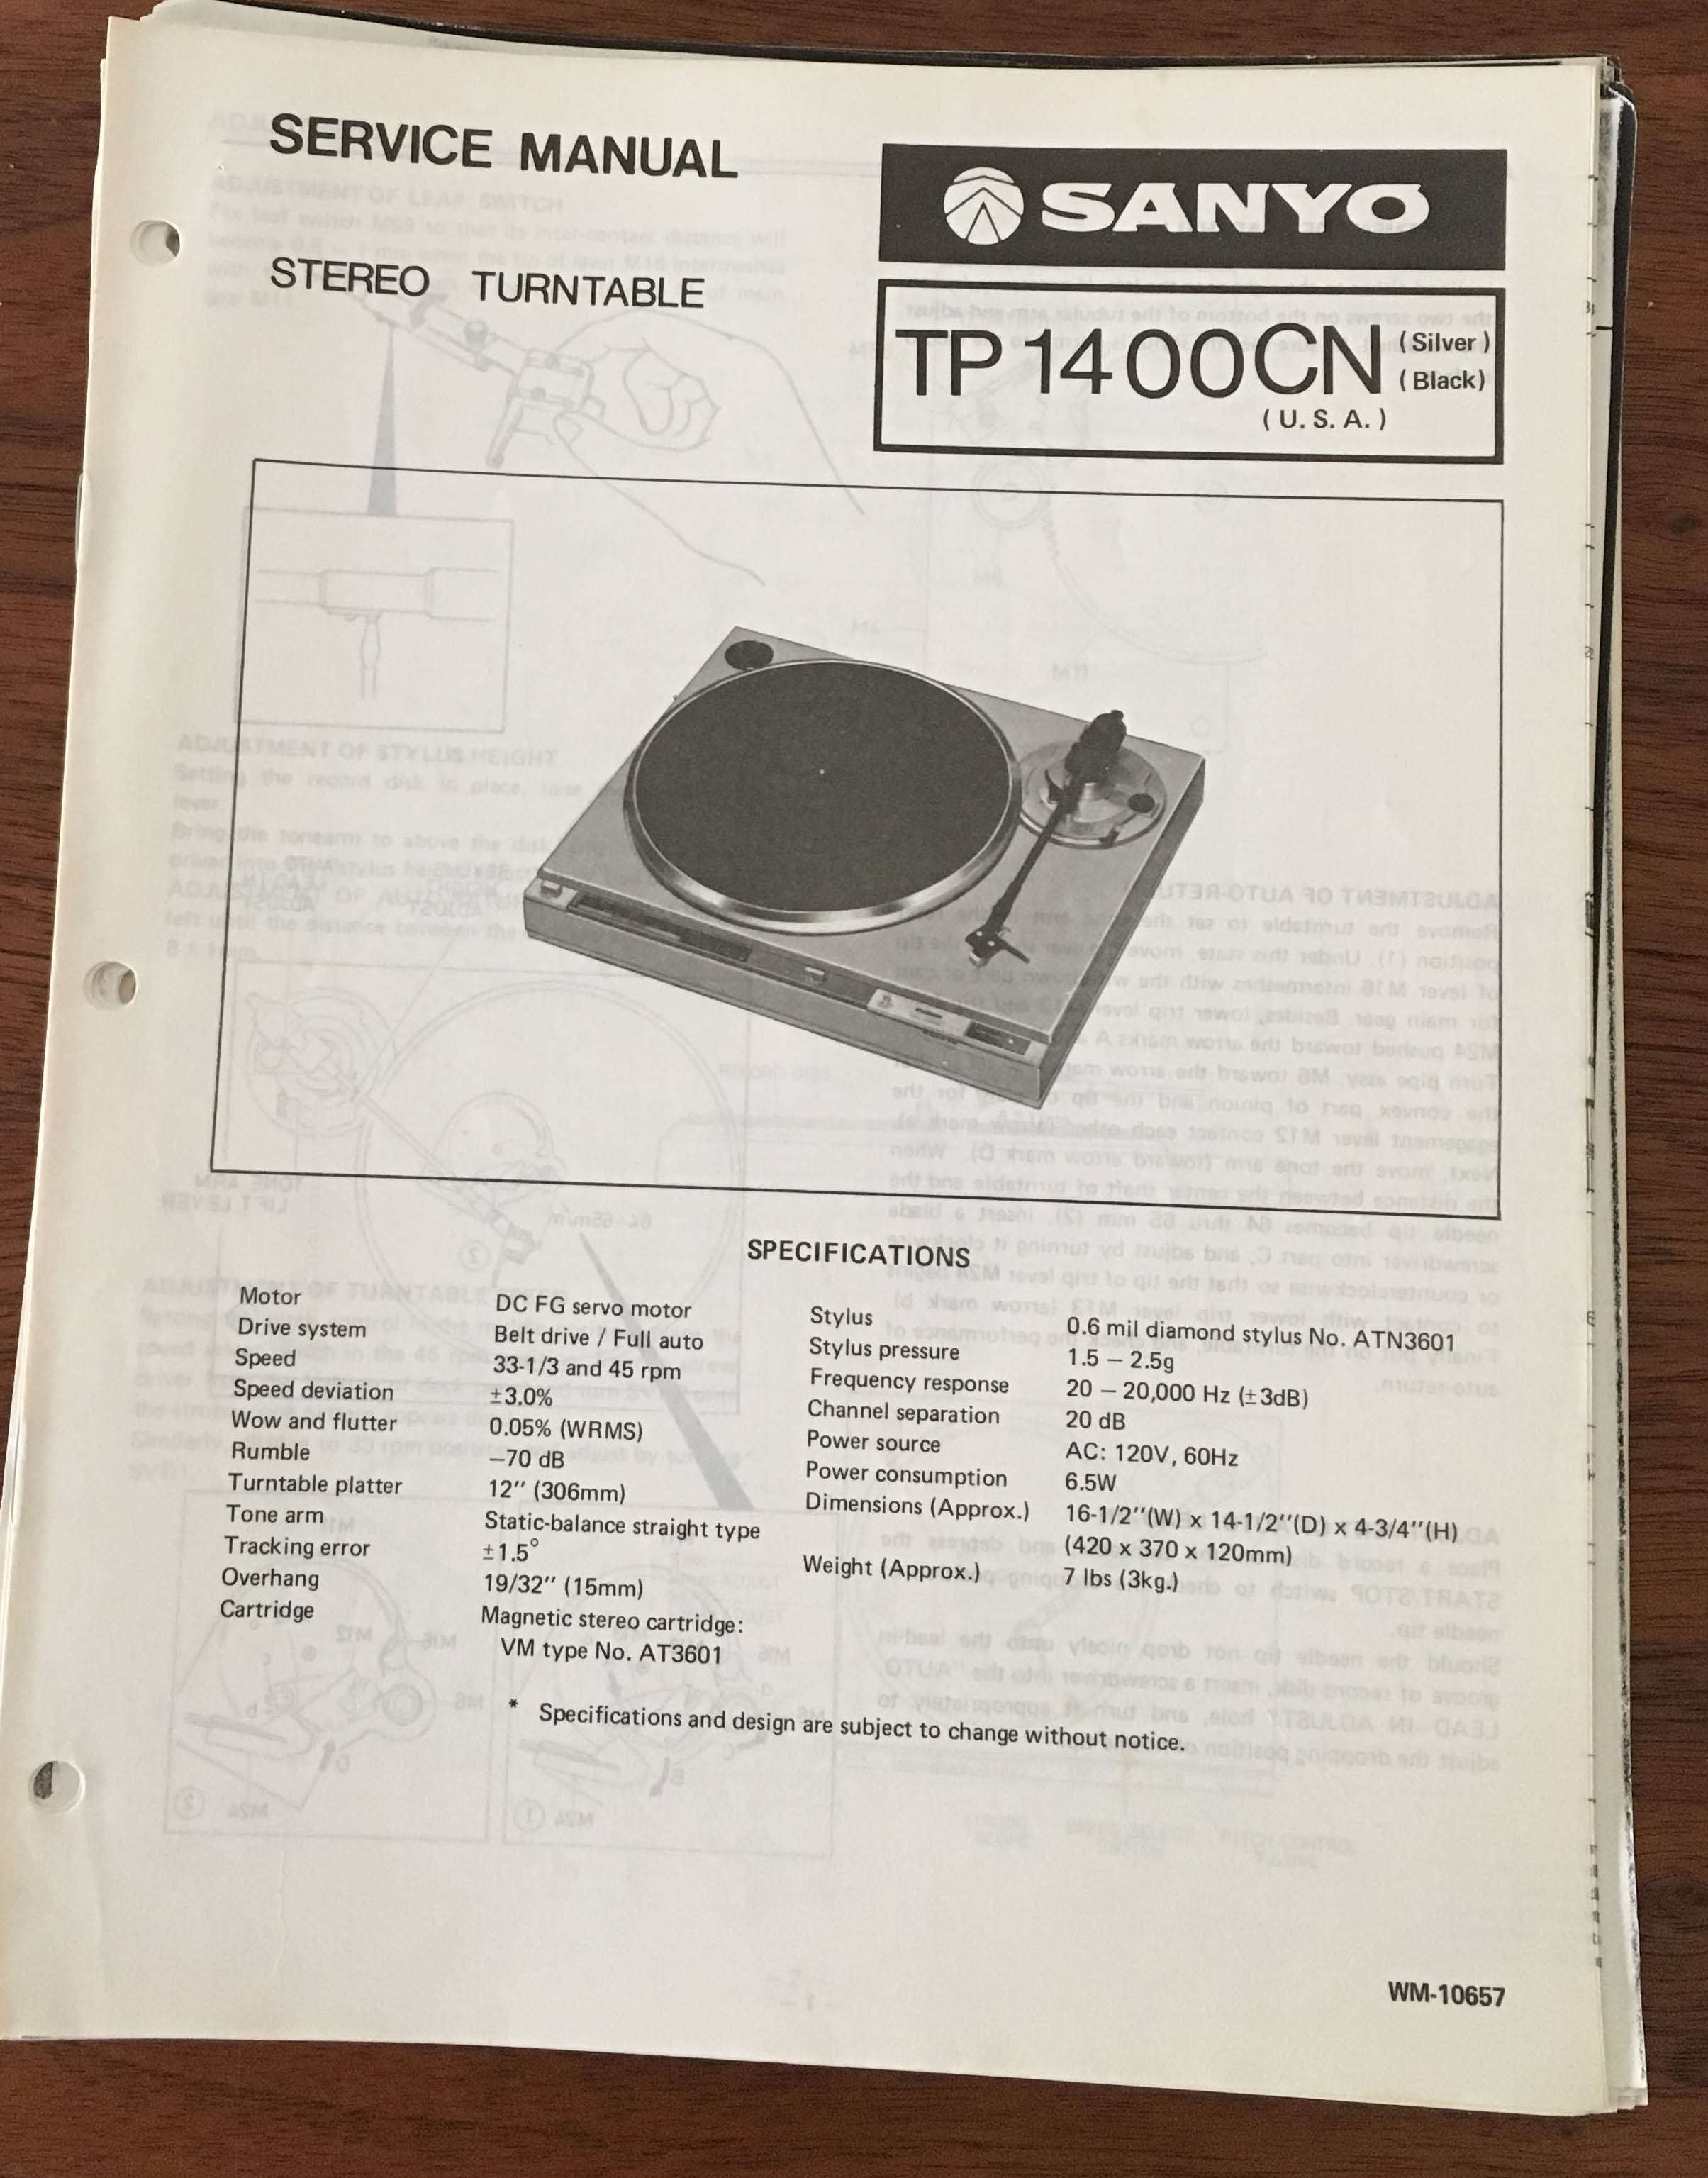 SERVICE MANUAL
SANYO
STEREO TURNTABLE
TP 1400CN (Silver)
(Black)
(U. S. A.)
SPECIFICATIONS
Motor DC FG servo motor
Drive system Belt drive / Full auto
Speed 33-1/3 and 45 rpm
Speed deviation ±3.0%
Wow and flutter 0.05% (WRMS)
Rumble –70 dB
Turntable platter 12'' (306mm)
Tone arm Static-balance straight type
Tracking error ±1.5°
Overhang 19/32'' (15mm)
Cartridge Magnetic stereo cartridge:
VM type No. AT3601
Stylus 0.6 mil diamond stylus No. ATN3601
Stylus pressure 1.5 – 2.5g
Frequency response 20 – 20,000 Hz (±3dB)
Channel separation 20 dB
Power source AC: 120V, 60Hz
Power consumption 6.5W
Dimensions (Approx.) 16-1/2''(W) x 14-1/2''(D) x 4-3/4''(H)
(420 x 370 x 120mm)
Weight (Approx.) 7 lbs (3kg.)
* Specifications and design are subject to change without notice.
WM-10657